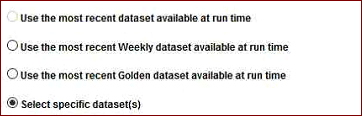 Use the most recent dataset available at run time
Use the most recent Weekly dataset available at run time
Use the most recent Golden dataset available at run time
Select specific dataset(s)